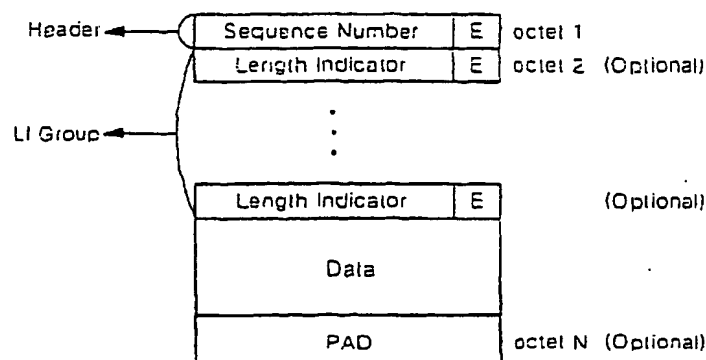 Header Sequence Number E octet 1
Length Indicator E octet 2 (Optional)
LI Group
Length Indicator E (Optional)
Data
PAD octet N (Optional)